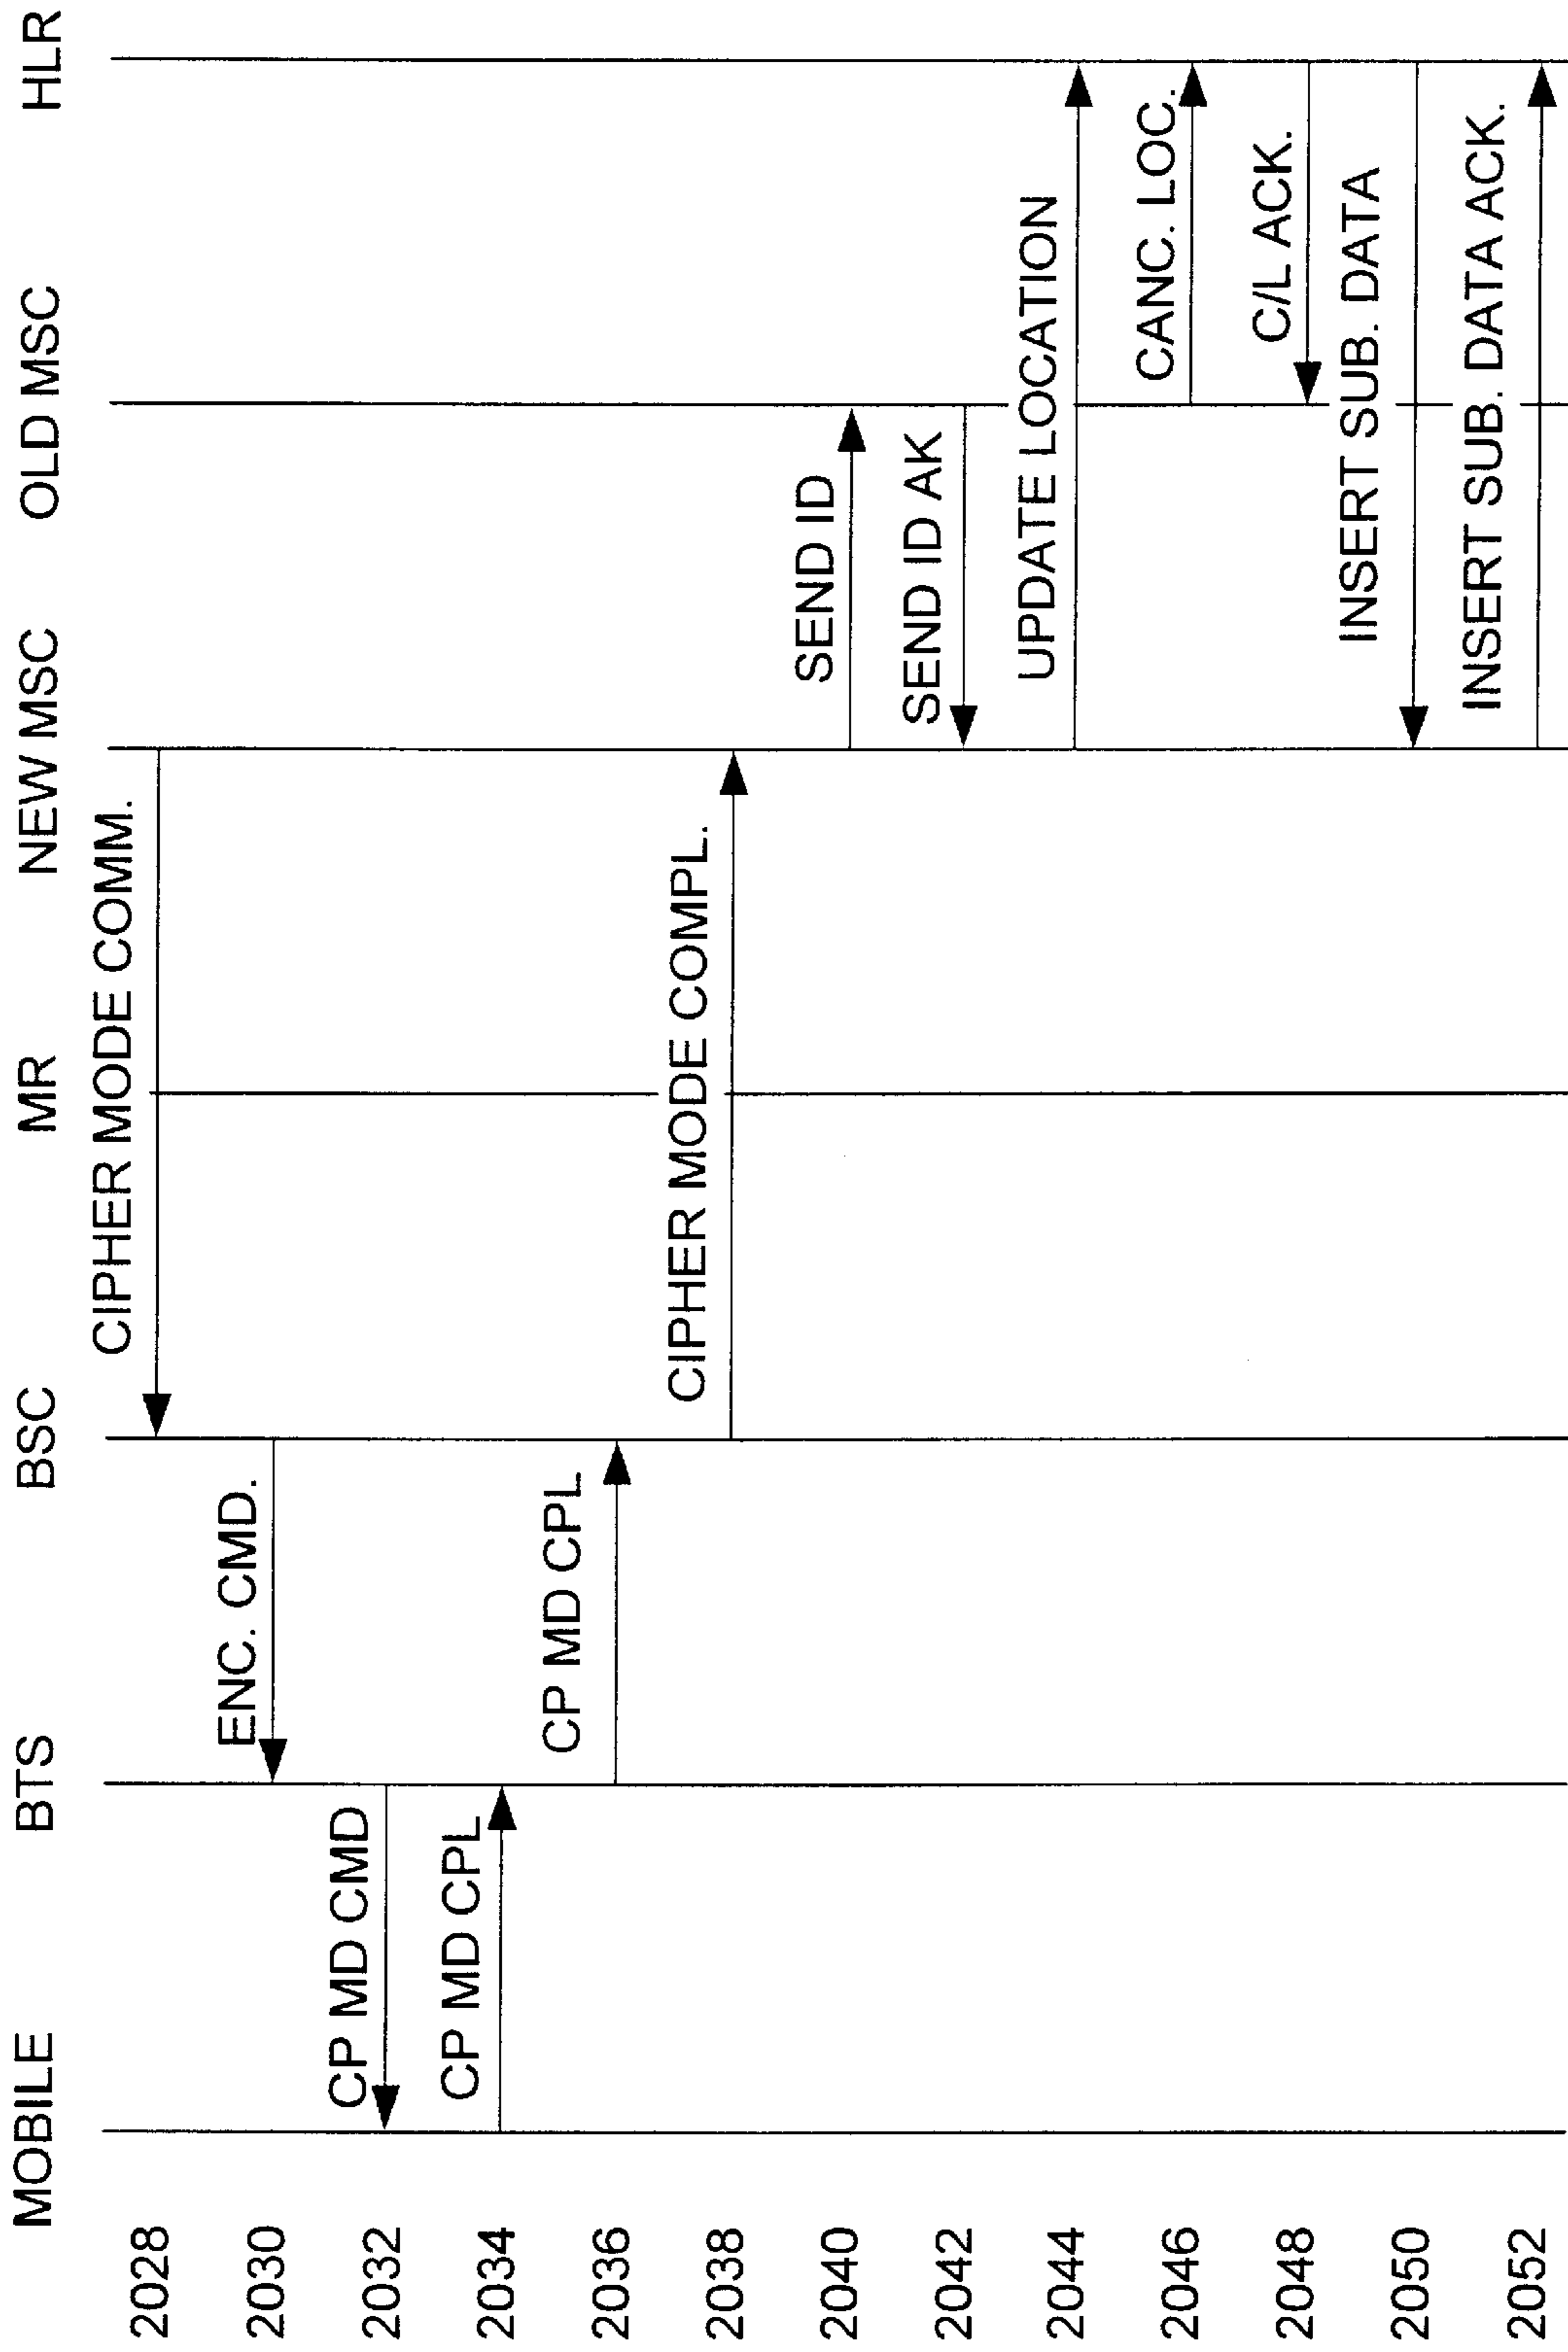 MOBILE BTS BSC MR NEW MSC OLD MSC HLR
2028 CIPHER MODE COMM.
2030 ENC. CMD.
2032 CP MD CMD
2034 CP MD CPL
2036 CP MD CPL
2038 CIPHER MODE COMPL.
2040 SEND ID
2042 SEND ID AK
2044 UPDATE LOCATION
2046 CANC. LOC.
2048 C/L ACK.
2050 INSERT SUB. DATA
2052 INSERT SUB. DATA ACK.